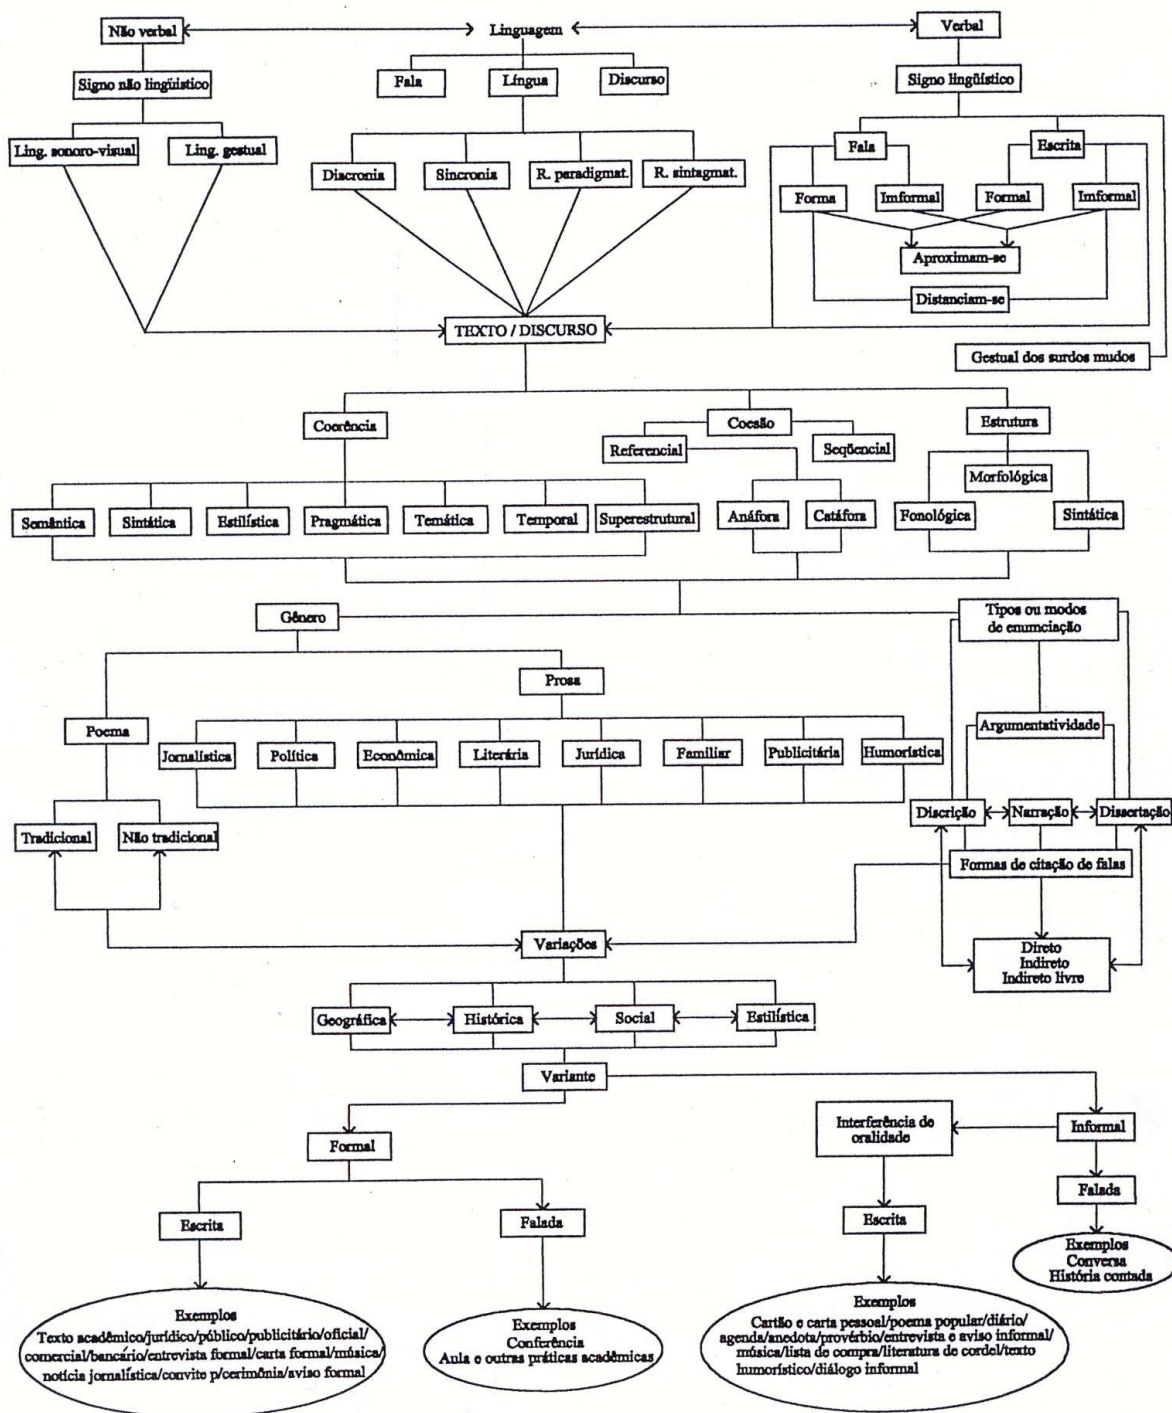 Não verbal
Linguagem
Verbal
Signo não lingüístico
Fala
Língua
Discurso
Signo lingüístico
Ling. sonoro-visual
Ling. gestual
Fala
Escrita
Diacronia
Sincronia
R. paradigmat.
R. sintagmat.
Forma
Imformal
Formal
Imformal
Aproximam-se
Distanciam-se
TEXTO / DISCURSO
Gestual dos surdos mudos
Coerência
Coesão
Estrutura
Referencial
Seqüencial
Morfológica
Semântica
Sintática
Estilística
Pragmática
Temática
Temporal
Superestrutural
Anáfora
Catáfora
Fonológica
Sintática
Gênero
Tipos ou modos
de enumciação
Prosa
Poema
Argumentatividade
Jornalística
Política
Econômica
Literária
Jurídica
Familiar
Publicitária
Humorística
Tradicional
Não tradicional
Discrição
Narração
Dissertação
Formas de citação de falas
Variações
Direto
Indireto
Indireto livre
Geográfica
Histórica
Social
Estilística
Variante
Formal
Interferência de
oralidade
Informal
Escrita
Falada
Escrita
Falada
Exemplos
Conversa
História contada
Exemplos
Texto acadêmico/jurídico/público/publicitário/oficial/
comercial/bancário/entrevista formal/carta formal/música/
notícia jornalística/convite p/cerimônia/aviso formal
Exemplos
Conferência
Aula e outras práticas acadêmicas
Exemplos
Cartão e carta pessoal/poema popular/diário/
agenda/anedota/provérbio/entrevista e aviso informal/
música/lista de compra/literatura de cordel/texto
humorístico/diálogo informal